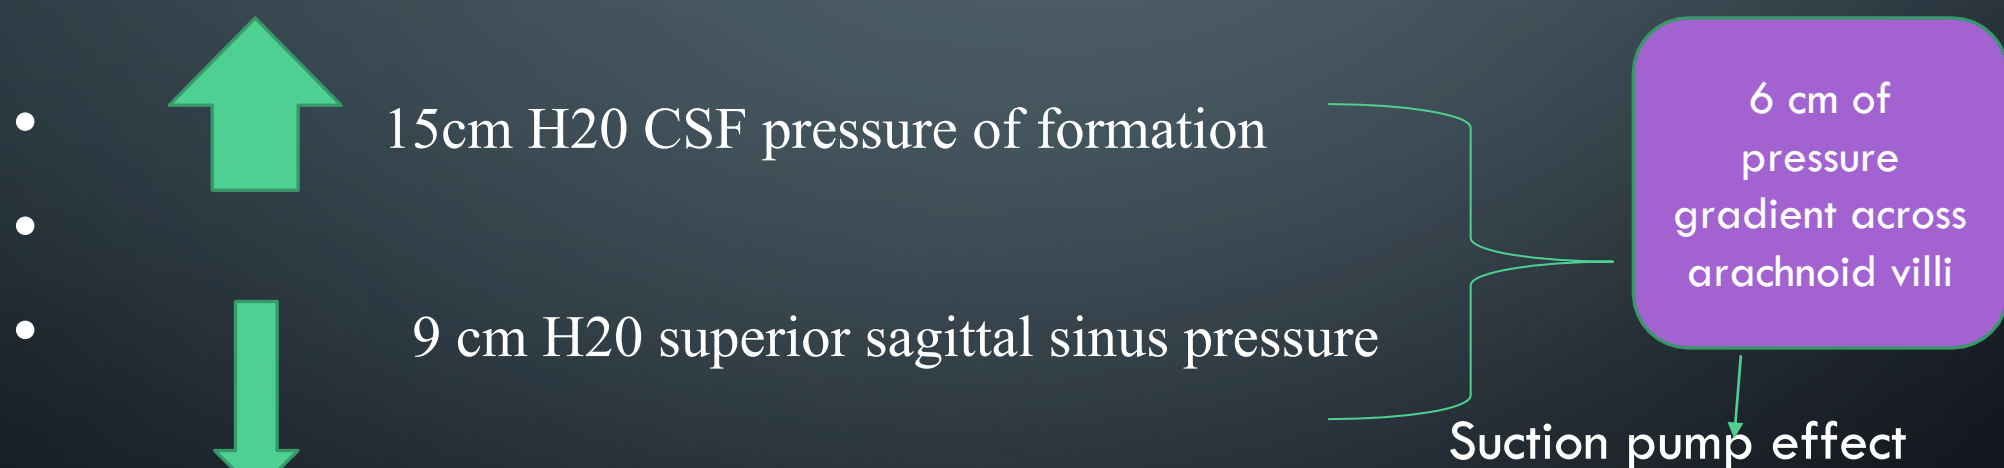 • 15cm H20 CSF pressure of formation
•
• 9 cm H20 superior sagittal sinus pressure
6 cm of
pressure
gradient across
arachnoid villi
Suction pump effect